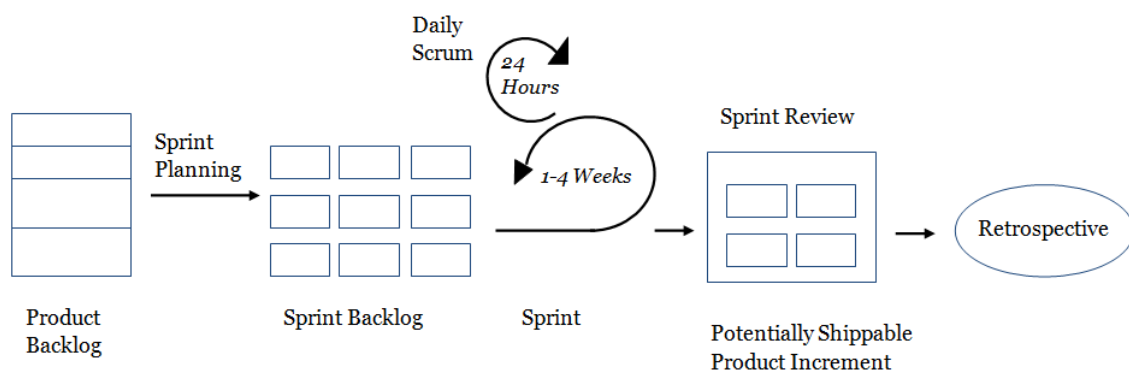 Daily
Scrum
24
Hours
Sprint
Planning
1-4 Weeks
Sprint Review
Retrospective
Product
Backlog
Sprint Backlog
Sprint
Potentially Shippable
Product Increment